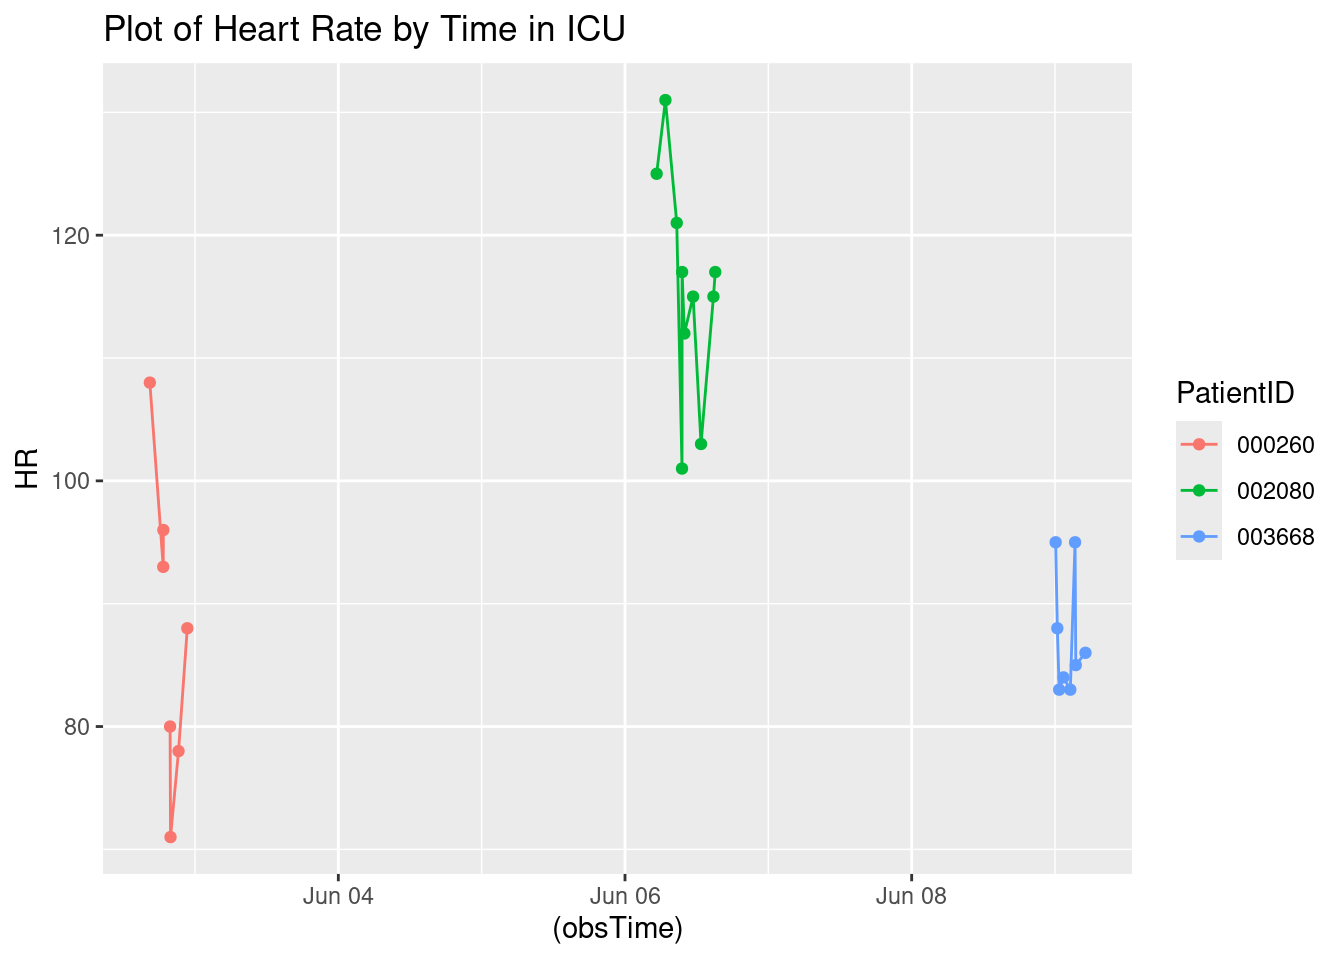 Plot of Heart Rate by Time in ICU
HR
120
100
80
Jun 04
Jun 06
Jun 08
(obsTime)
PatientID
000260
002080
003668